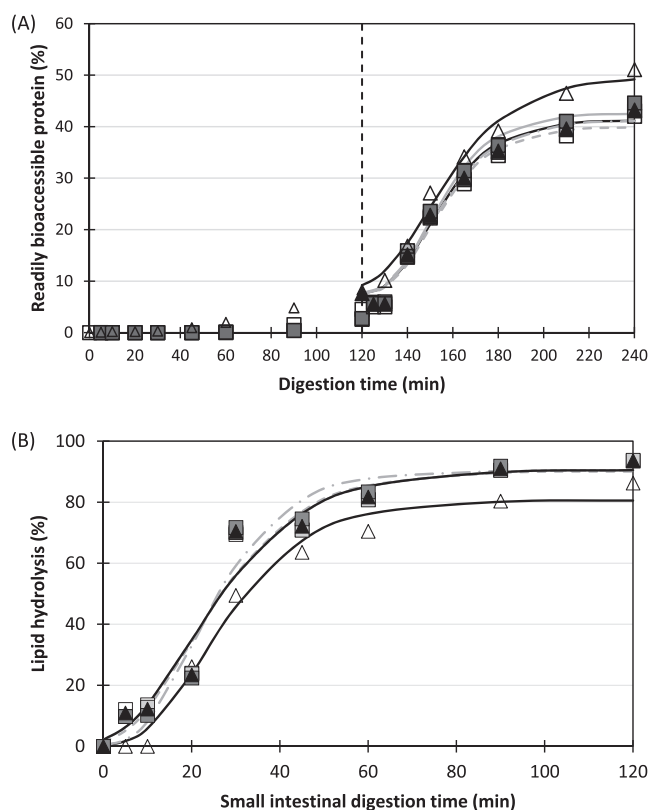 (A)
60
50
40
30
20
10
0
Readily bioaccessible protein (%)
0 20 40 60 80 100 120 140 160 180 200 220 240
Digestion time (min)
(B)
100
80
60
40
20
0
Lipid hydrolysis (%)
0 20 40 60 80 100 120
Small intestinal digestion time (min)